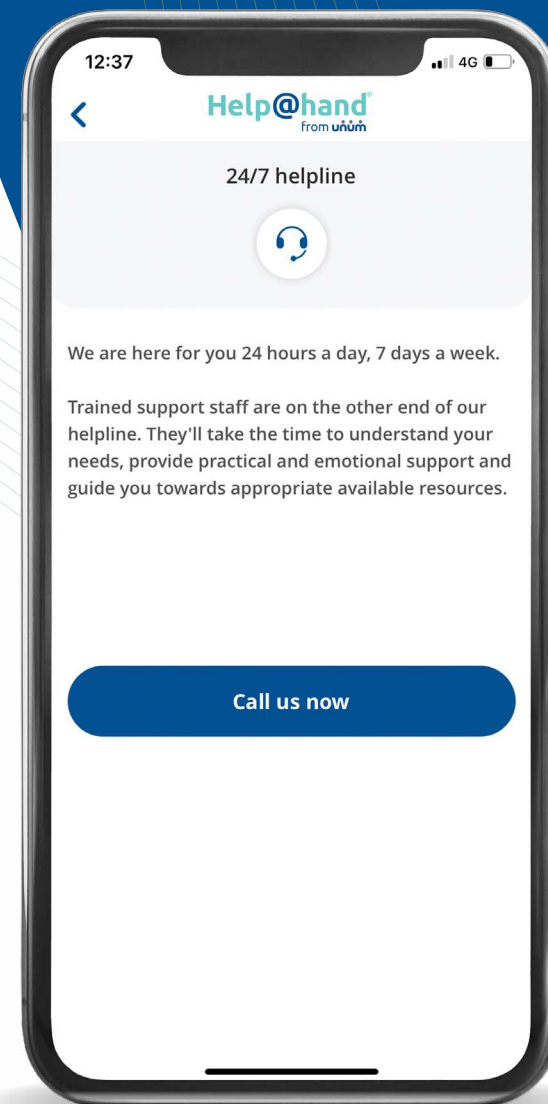 12:37
4G
Help@hand®
from unum
24/7 helpline
We are here for you 24 hours a day, 7 days a week.
Trained support staff are on the other end of our
helpline. They'll take the time to understand your
needs, provide practical and emotional support and
guide you towards appropriate available resources.
Call us now